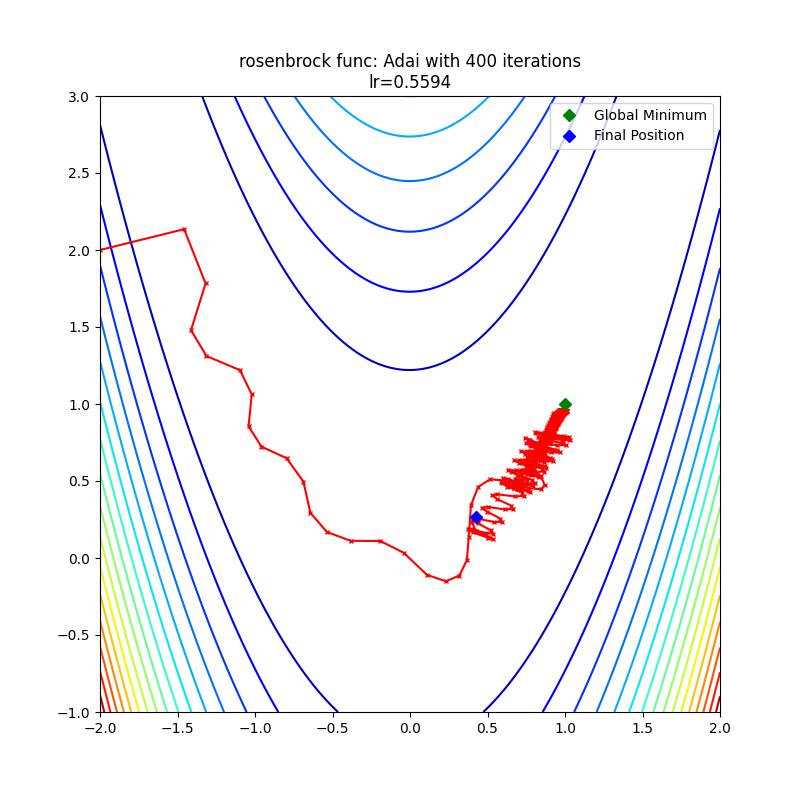 rosenbrock func: Adai with 400 iterations
lr=0.5594
Global Minimum
Final Position
3.0
2.5
2.0
1.5
1.0
0.5
0.0
−0.5
−1.0
−2.0 −1.5 −1.0 −0.5 0.0 0.5 1.0 1.5 2.0